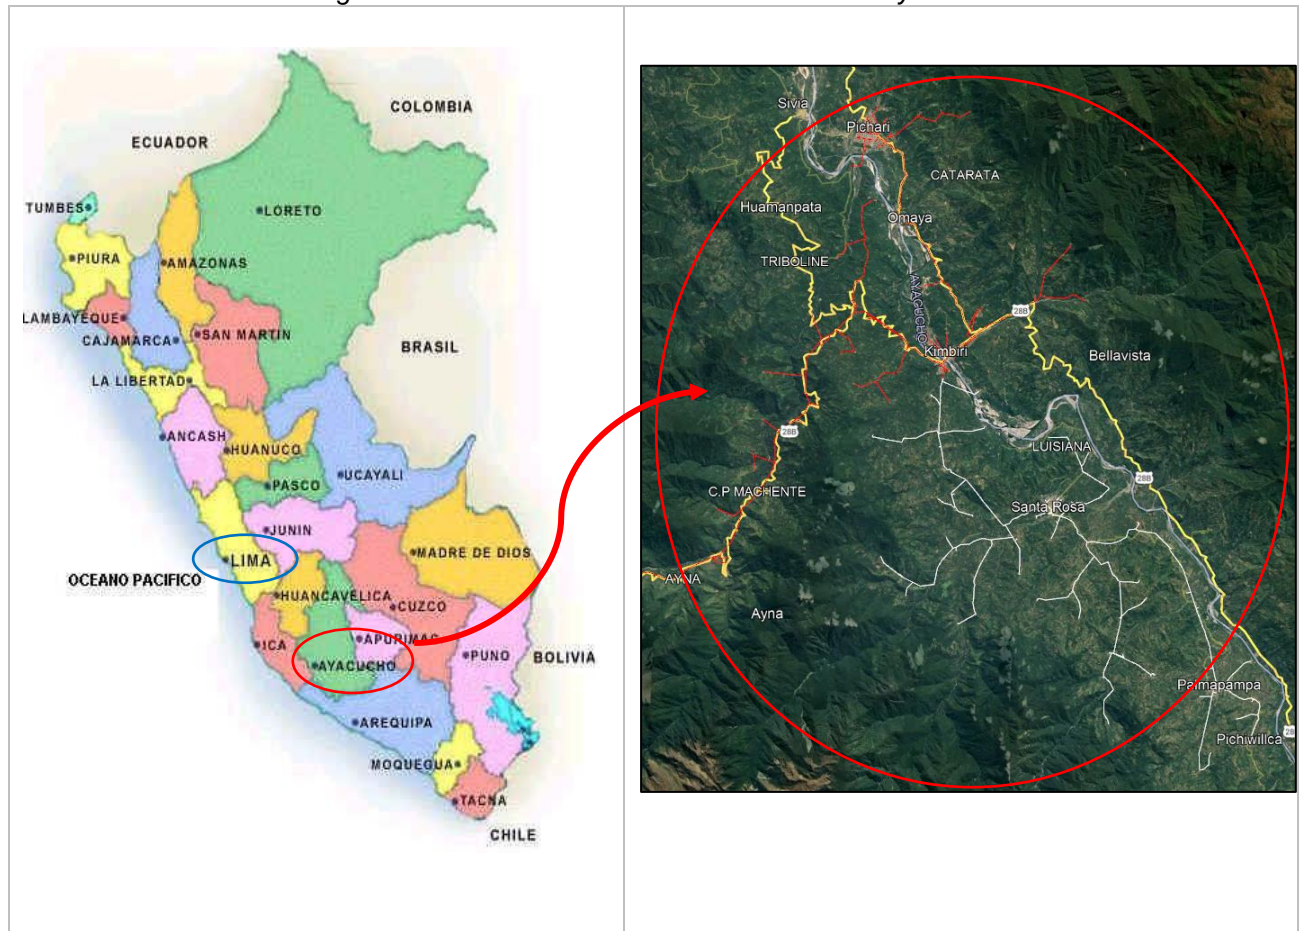 COLOMBIA
ECUADOR
TUMBES
LORETO
PIURA
AMAZONAS
LAMBAYEQUE
SAN MARTIN
CAJAMARCA
BRASIL
LA LIBERTAD
ANCASH
HUANUCO
UCAYALI
PASCO
JUNIN
MADRE DE DIOS
LIMA
OCEANO PACIFICO
HUANCAVELICA
CUZCO
APURIMAC
ICA
PUNO
BOLIVIA
AYACUCHO
AREQUIPA
MOQUEGUA
TACNA
CHILE
Sivia
Pichari
CATARATA
Huamanpata
Omaya
TRIBOLINE
AYACUCHO
28B
Kimbiri
Bellavista
28B
LUISIANA
28B
C.P MACHENTE
Santa Rosa
AYNA
Ayna
Palmapampa
Pichiwillca
28